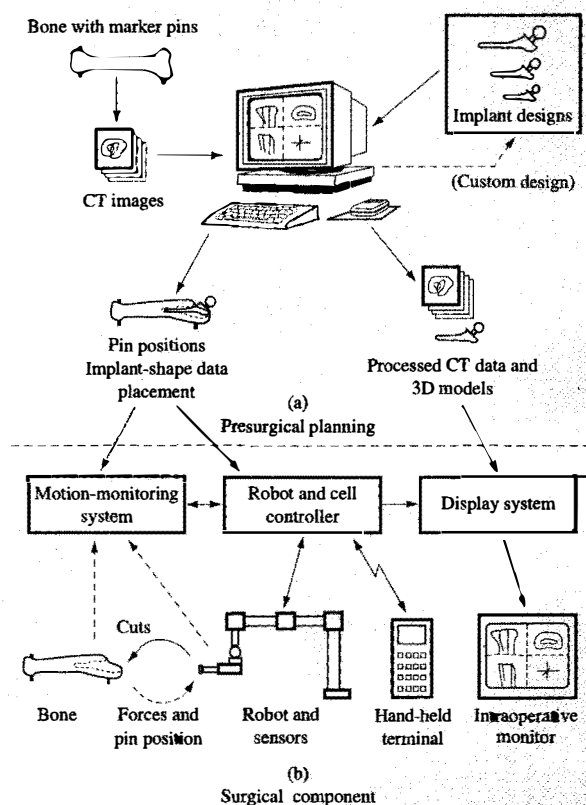 Bone with marker pins
Implant designs
CT images
(Custom design)
Pin positions
Implant-shape data
placement
Processed CT data and
3D models
(a)
Presurgical planning
Motion-monitoring
system
Robot and cell
controller
Display system
Cuts
Bone
Forces and
pin position
Robot and
sensors
Hand-held
terminal
Intraoperative
monitor
(b)
Surgical component